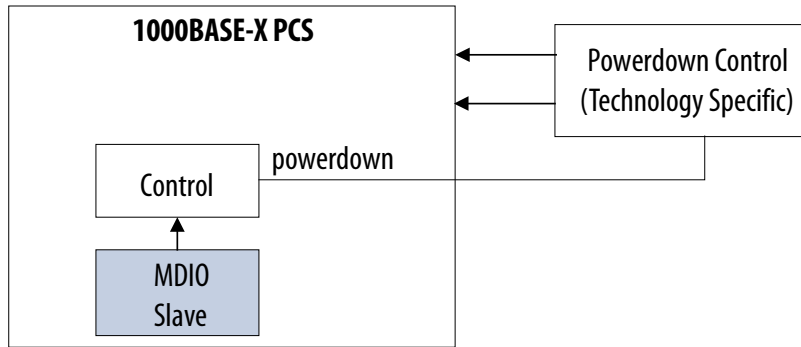 1000BASE-X PCS
Powerdown Control
(Technology Specific)
powerdown
Control
MDIO
Slave